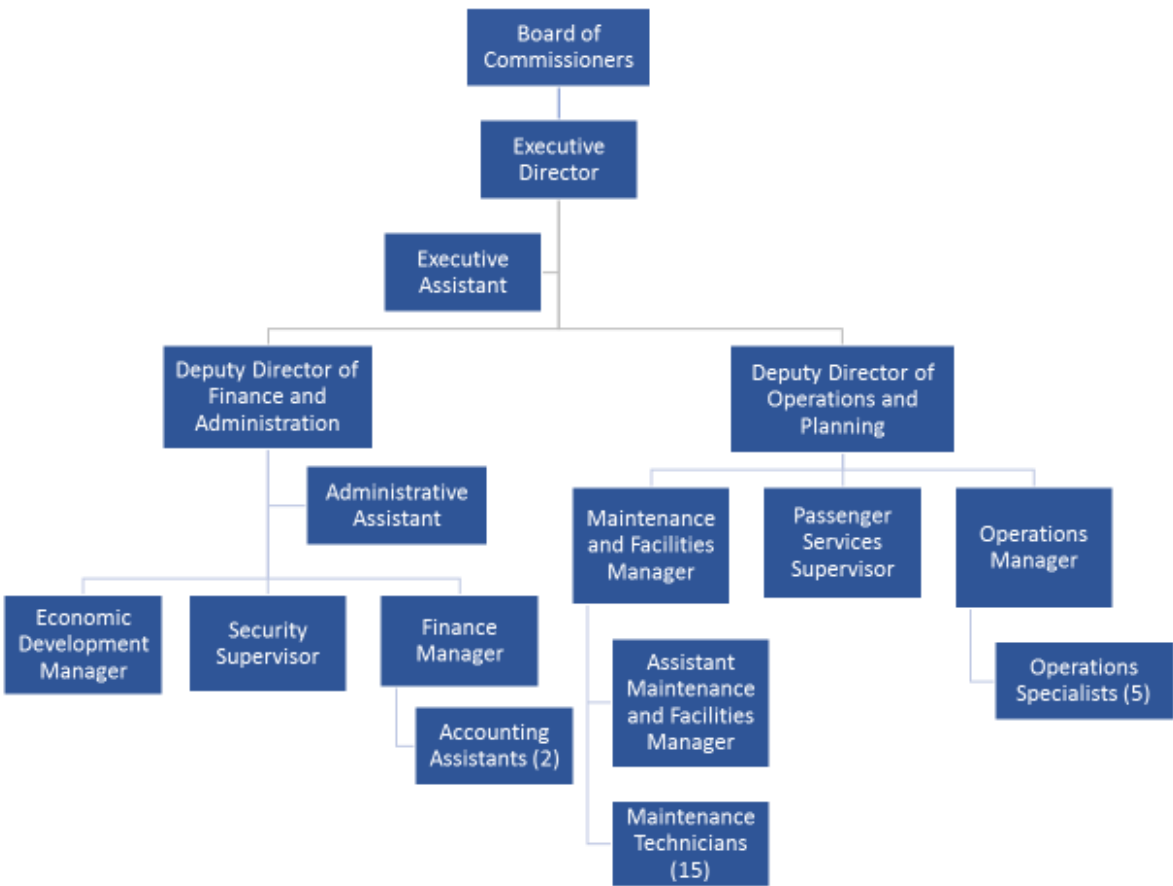 Board of
Commissioners
Executive
Director
Executive
Assistant
Deputy Director of
Finance and
Administration
Deputy Director of
Operations and
Planning
Administrative
Assistant
Maintenance
and Facilities
Manager
Passenger
Services
Supervisor
Operations
Manager
Economic
Development
Manager
Security
Supervisor
Finance
Manager
Assistant
Maintenance
and Facilities
Manager
Operations
Specialists (5)
Accounting
Assistants (2)
Maintenance
Technicians
(15)